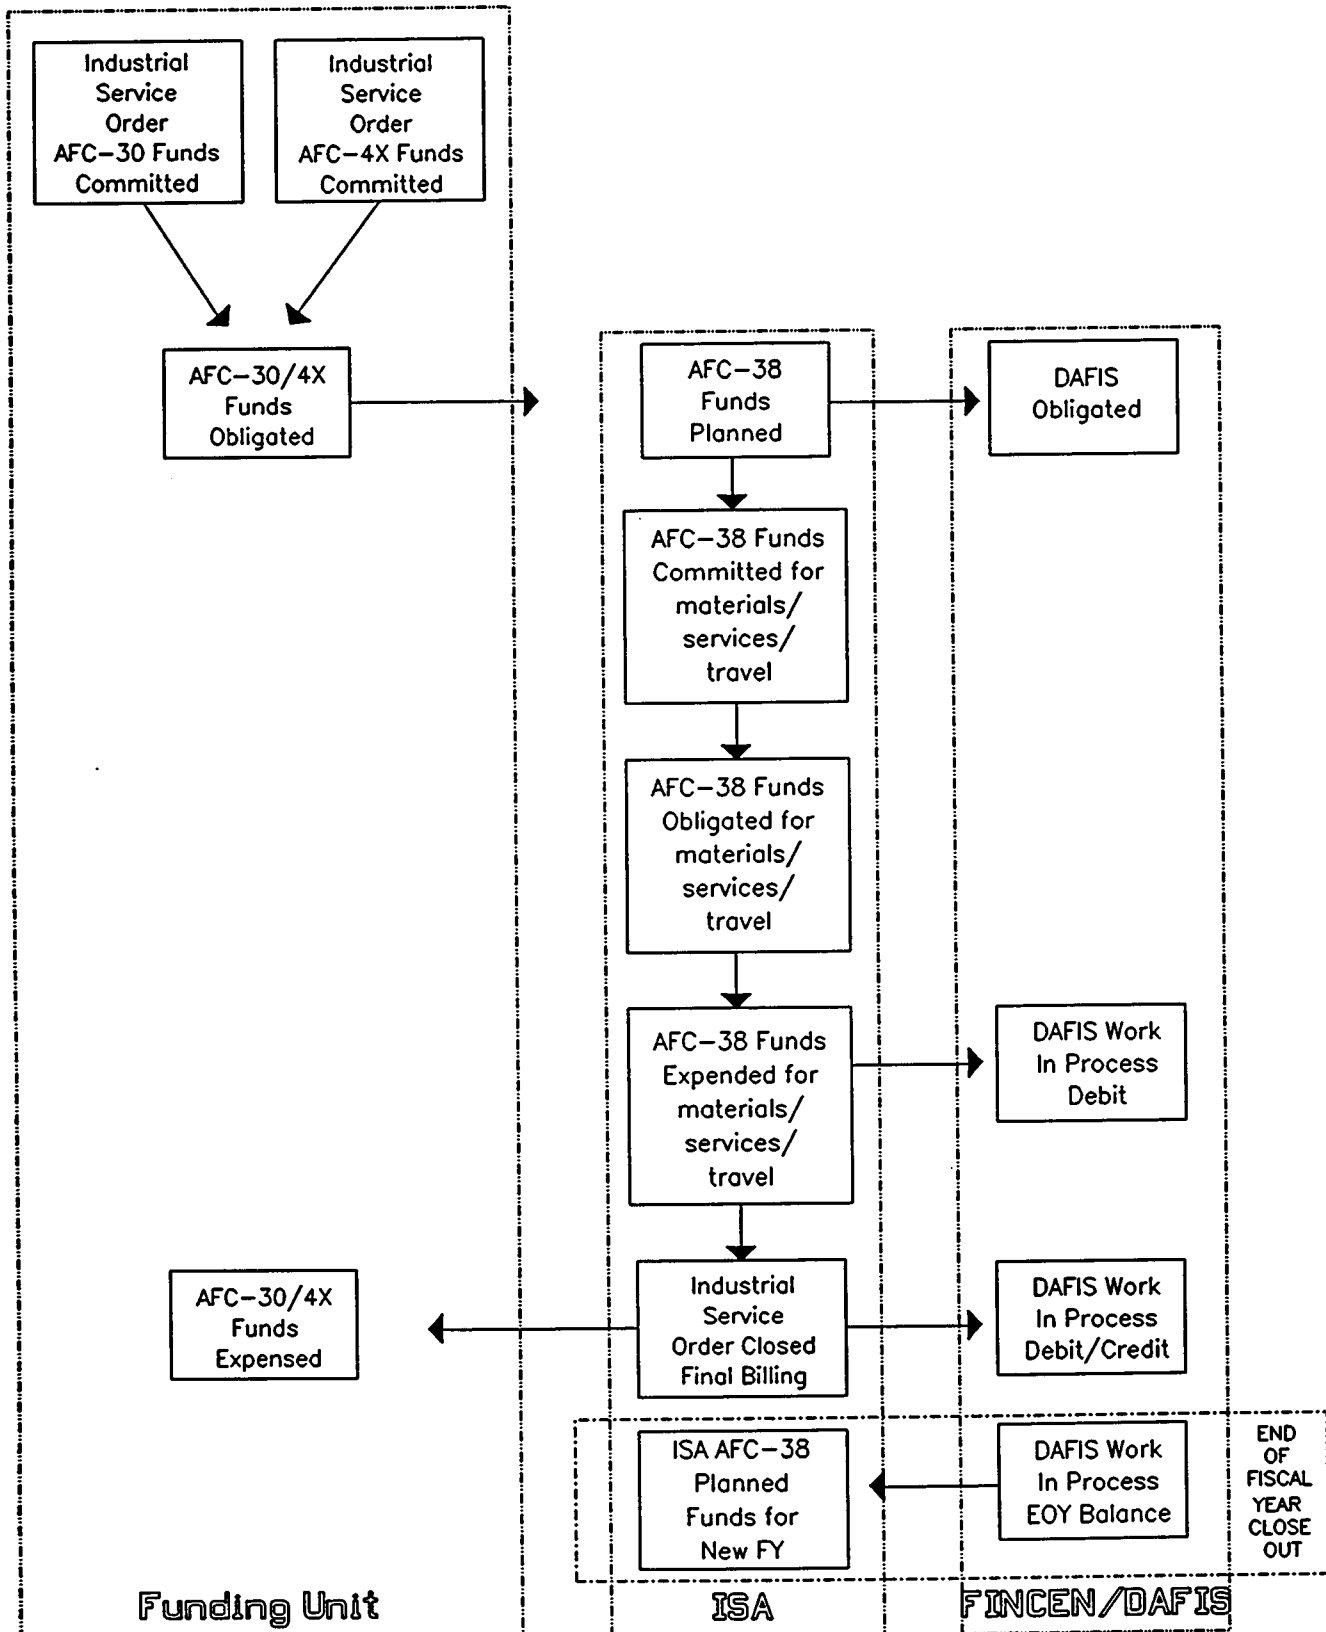 Industrial
Service
Order
AFC-30 Funds
Committed
Industrial
Service
Order
AFC-4X Funds
Committed
AFC-30/4X
Funds
Obligated
AFC-38
Funds
Planned
DAFIS
Obligated
AFC-38 Funds
Committed for
materials/
services/
travel
AFC-38 Funds
Obligated for
materials/
services/
travel
AFC-38 Funds
Expended for
materials/
services/
travel
DAFIS Work
In Process
Debit
AFC-30/4X
Funds
Expensed
Industrial
Service
Order Closed
Final Billing
DAFIS Work
In Process
Debit/Credit
ISA AFC-38
Planned
Funds for
New FY
DAFIS Work
In Process
EOY Balance
END
OF
FISCAL
YEAR
CLOSE
OUT
Funding Unit
ISA
FINCEN/DAFIS